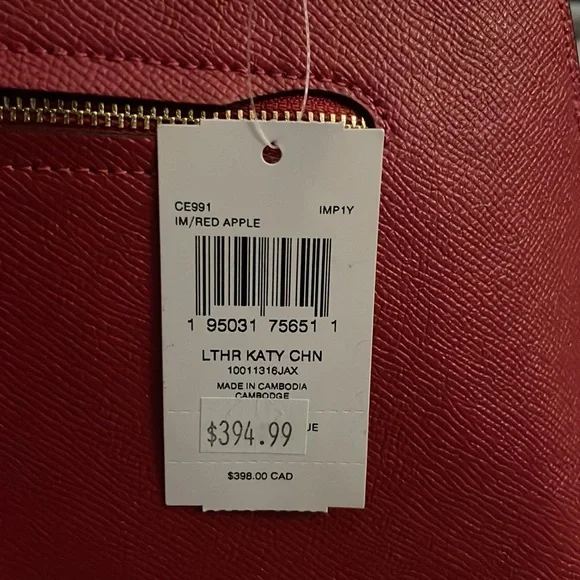 CE991 IMP1Y
IM/RED APPLE
1 95031 75651 1
LTHR KATY CHN
10011316JAX
MADE IN CAMBODIA
CAMBODGE
$394.99
$398.00 CAD